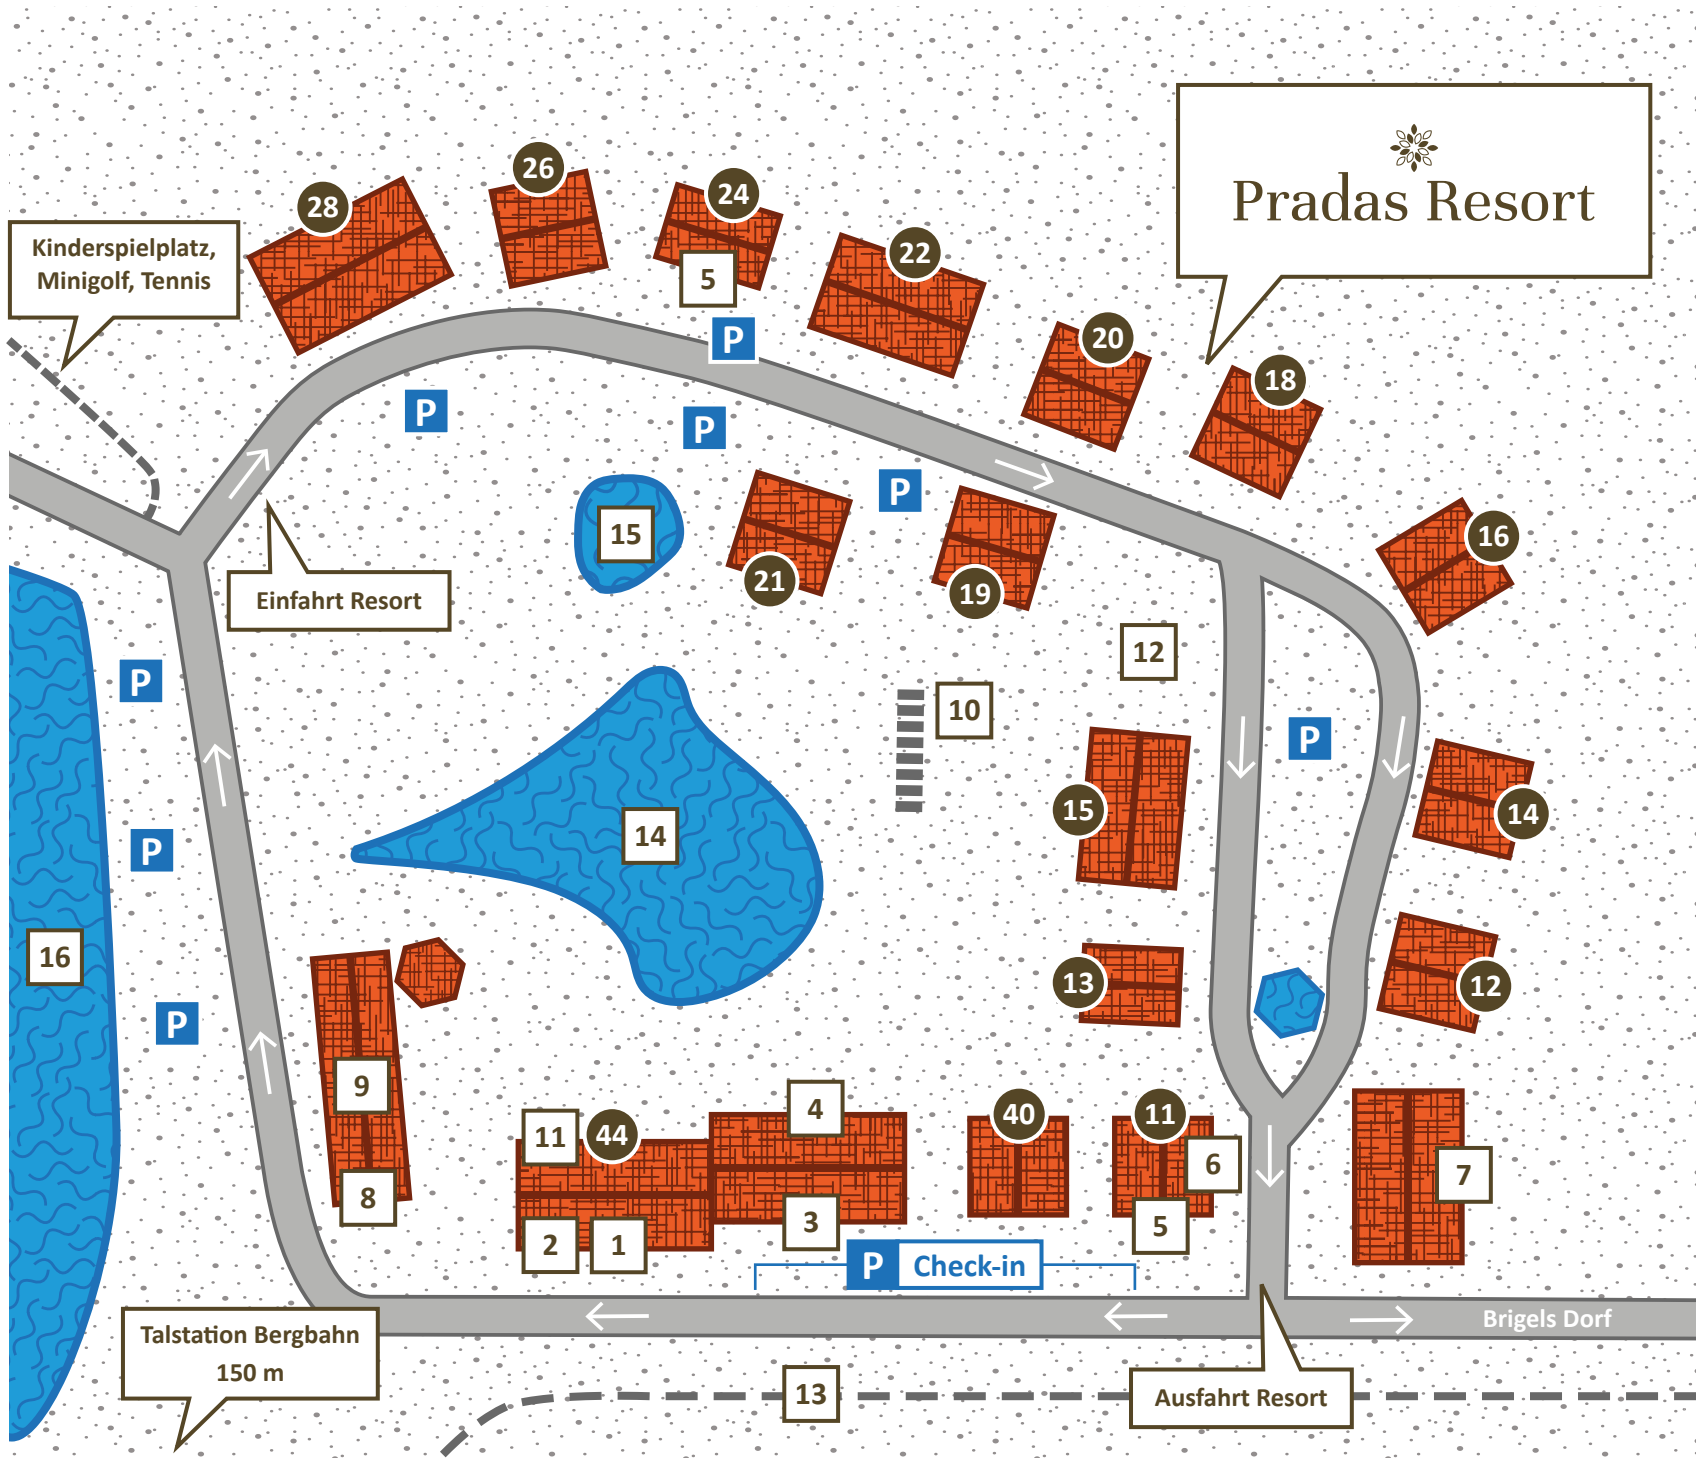 Pradas Resort
26
24
28
22
Kinderspielplatz,
Minigolf, Tennis
5
P
20
18
P
P
P
15
16
21
19
Einfahrt Resort
12
P
10
P
15
14
14
P
16
13
12
P
9
11
44
4
40
11
6
7
8
2
1
3
5
P Check-in
Brigels Dorf
Talstation Bergbahn
150 m
13
Ausfahrt Resort